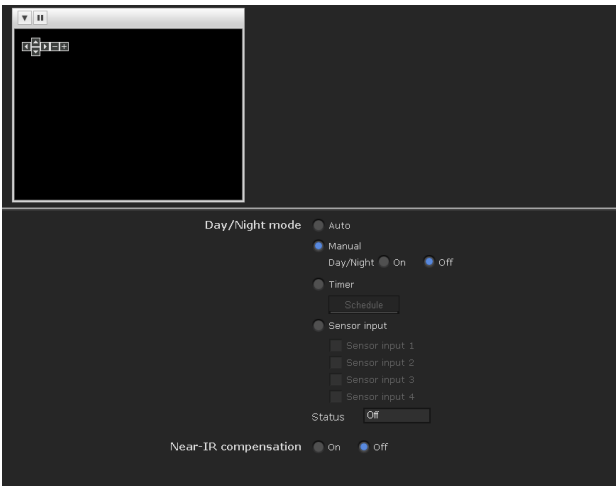 Day/Night mode Auto
Manual
Day/Night On Off
Timer
Schedule
Sensor input
Sensor input 1
Sensor input 2
Sensor input 3
Sensor input 4
Status Off
Near-IR compensation On Off